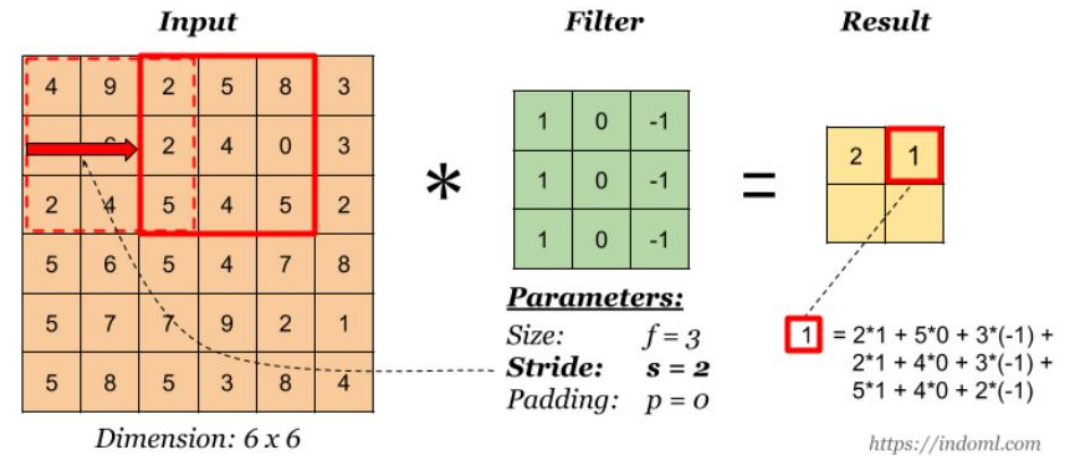 Input Filter Result
4 9 2 5 8 3
2 4 0 3
2 4 5 4 5 2
5 6 5 4 7 8
5 7 7 9 2 1
5 8 5 3 8 4
Dimension: 6 x 6
*
1 0 -1
1 0 -1
1 0 -1
Parameters:
Size: f = 3
Stride: s = 2
Padding: p = 0
=
2 1
1 = 2*1 + 5*0 + 3*(-1) +
2*1 + 4*0 + 3*(-1) +
5*1 + 4*0 + 2*(-1)
https://indoml.com